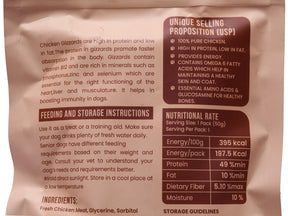 Chicken Gizzards are high in protein and low
in fat, the protein in gizzards promote faster
absorption in the body. Gizzards contain
vitamin B12 and are rich in minerals such as
selenium which are
essential for the right functioning of the
heart and muscular. It helps in
boosting immunity in dogs.
FEEDING AND STORAGE INSTRUCTIONS
Use it as a treat or a training aid. Make sure
your dog drinks plenty of fresh water daily.
Senior dogs have different feeding
requirements based on their weight and
age. Consult your vet to understand your
dog's needs and requirements better.
Avoid direct sunlight. Store in a cool place
at low temperature
INGREDIENTS:
Fresh Chicken Meat, Glycerine, Sorbitol
UNIQUE SELLING
PROPOSITION (USP)
100% PURE CHICKEN.
HIGH IN PROTEIN, LOW IN FAT.
PROVIDES ENERGY.
CONTAINS OMEGA 6 FATTY
ACIDS WHICH HELP IN
MAINTAINING A HEALTHY
SKIN AND COAT.
ESSENTIAL AMINO ACIDS &
GLUCOSAMINE FOR HEALTHY
BONES.
NUTRITIONAL RATE
Serving Size: 1 Pack (50g)
Serving Per Pack: 1
Energy/100g 395 kcal
Energy/pack 197.5 Kcal
Protein 49 % min
Fat 10% min
Dietary Fiber 5.10 % max
Moisture 10 %
STORAGE GUIDELINES